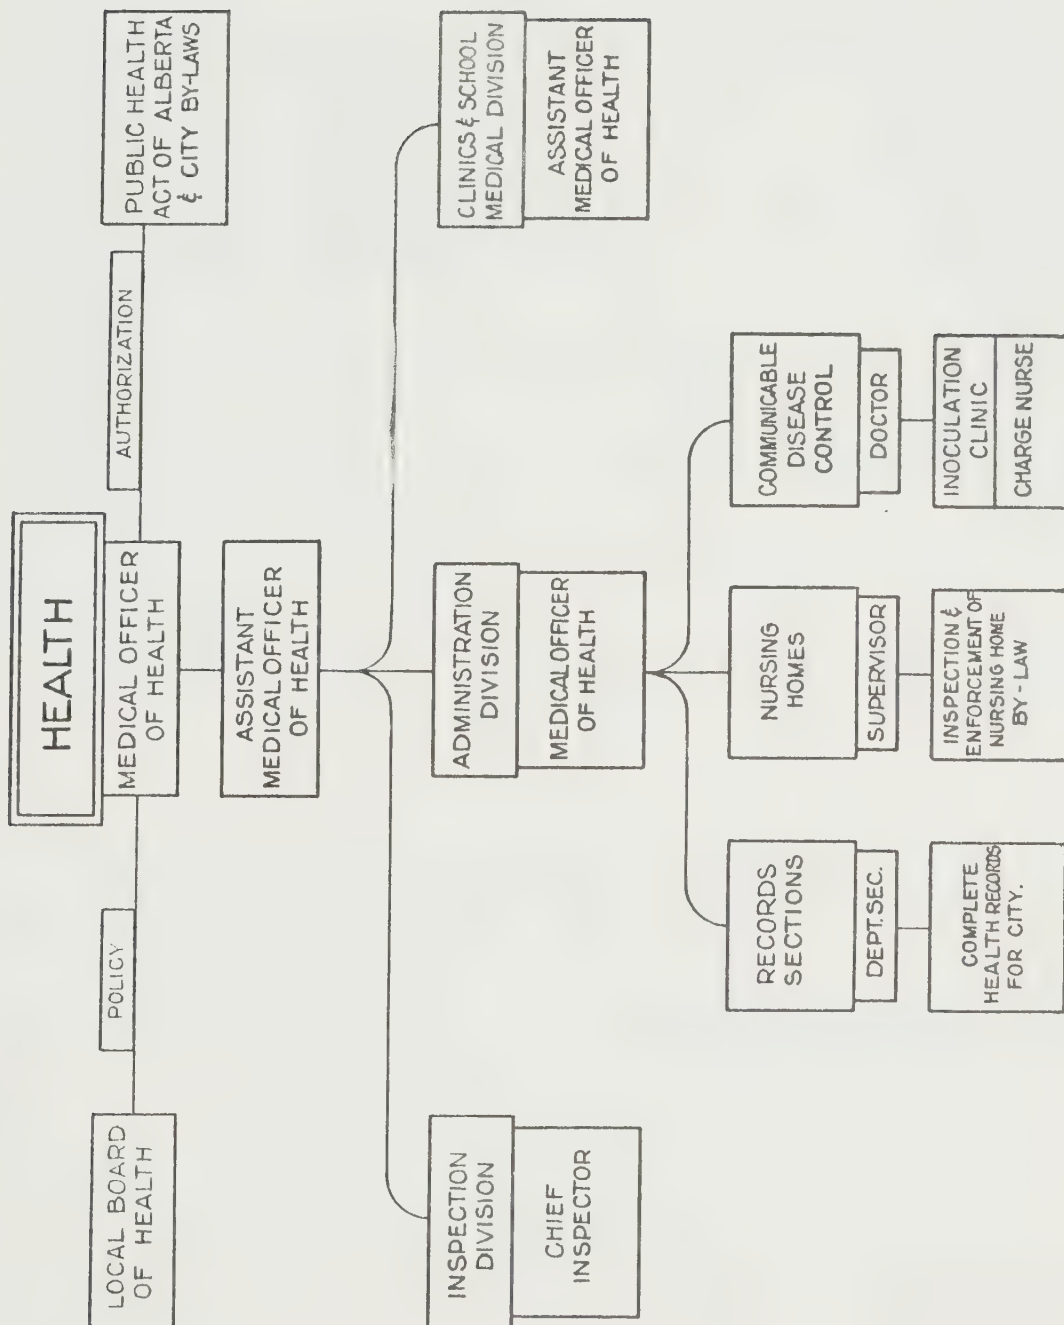 HEALTH
LOCAL BOARD
OF HEALTH
POLICY
MEDICAL OFFICER
OF HEALTH
AUTHORIZATION
PUBLIC HEALTH
ACT OF ALBERTA
& CITY BY-LAWS
ASSISTANT
MEDICAL OFFICER
OF HEALTH
INSPECTION
DIVISION
CHIEF
INSPECTOR
ADMINISTRATION
DIVISION
MEDICAL OFFICER
OF HEALTH
CLINICS & SCHOOL
MEDICAL DIVISION
ASSISTANT
MEDICAL OFFICER
OF HEALTH
RECORDS
SECTIONS
DEPT. SEC.
COMPLETE
HEALTH RECORDS
FOR CITY.
NURSING
HOMES
SUPERVISOR
INSPECTION &
ENFORCEMENT OF
NURSING HOME
BY-LAW
COMMUNICABLE
DISEASE
CONTROL
DOCTOR
INOCULATION
CLINIC
CHARGE NURSE